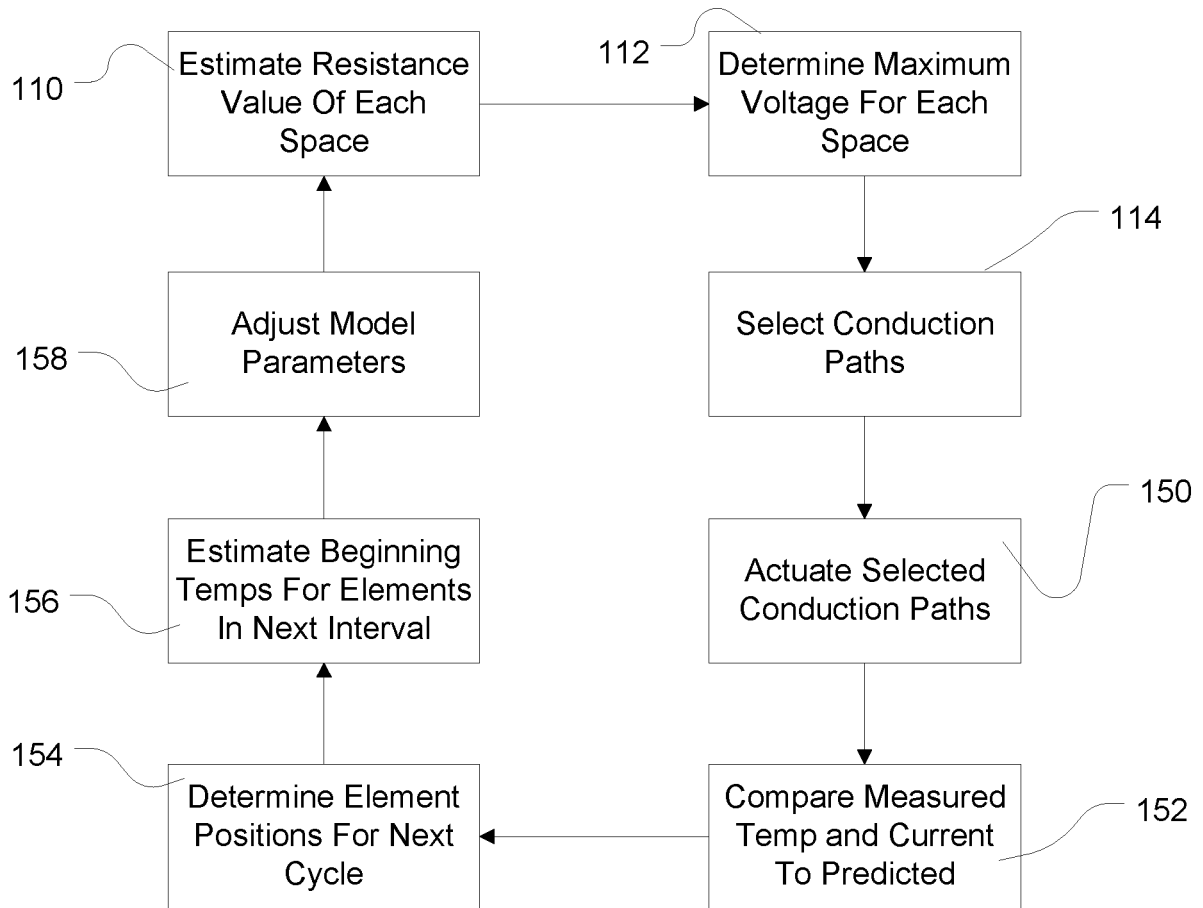 110
Estimate Resistance
Value Of Each
Space
112
Determine Maximum
Voltage For Each
Space
114
Select Conduction
Paths
150
Actuate Selected
Conduction Paths
152
Compare Measured
Temp and Current
To Predicted
154
Determine Element
Positions For Next
Cycle
156
Estimate Beginning
Temps For Elements
In Next Interval
158
Adjust Model
Parameters